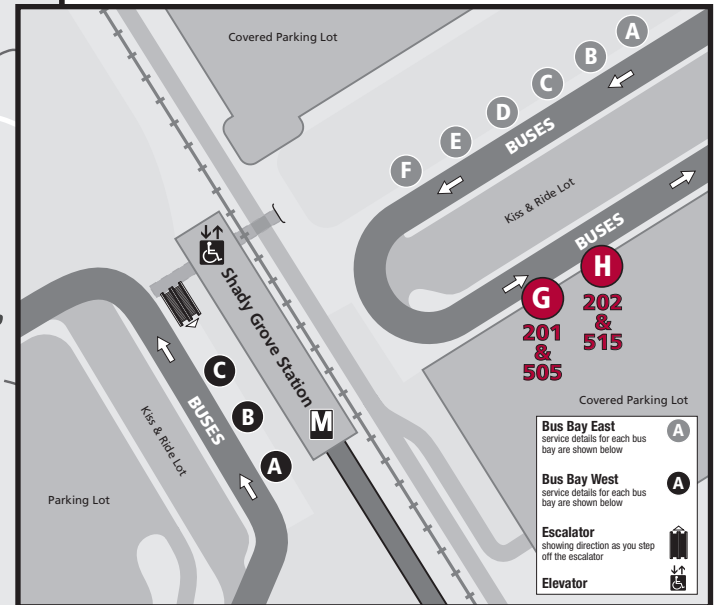 Covered Parking Lot
A
B
C
D
E
F
BUSES
Kiss & Ride Lot
BUSES
G
H
201
&
505
202
&
515
Covered Parking Lot
Shady Grove Station
M
C
B
A
BUSES
Kiss & Ride Lot
Parking Lot
Bus Bay East
service details for each bus
bay are shown below
A
Bus Bay West
service details for each bus
bay are shown below
A
Escalator
showing direction as you step
off the escalator
Elevator